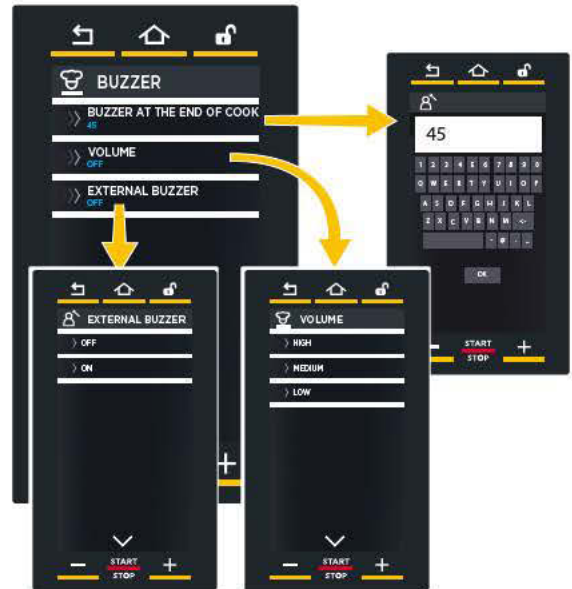 BUZZER
BUZZER AT THE END OF COOK
45
VOLUME
OFF
EXTERNAL BUZZER
OFF
45
1 2 3 4 5 6 7 8 9 0
Q W E R T Y U I O P
A S D F G H J K L
Z X C V B N M <-
- @ . _
OK
START
STOP
+
EXTERNAL BUZZER
OFF
ON
- START +
STOP
VOLUME
HIGH
MEDIUM
LOW
- START +
STOP